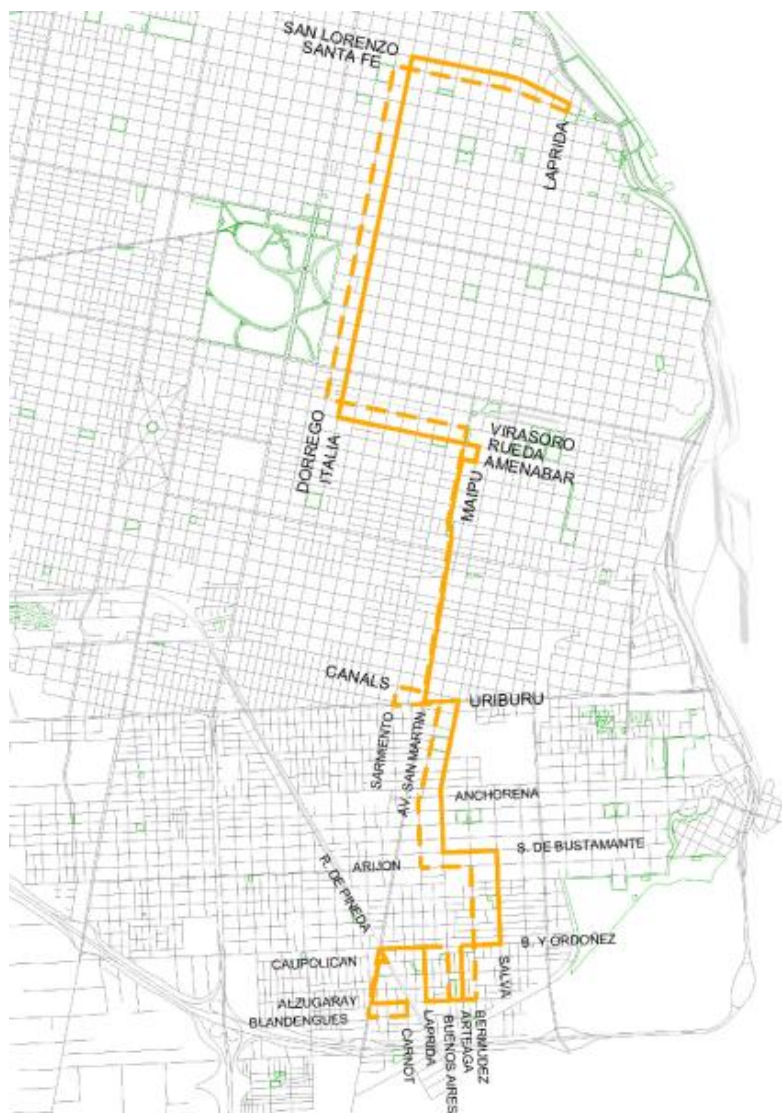 SAN LORENZO
SANTA FE
LAPRIDA
DORREGO
ITALIA
VIRASORO
RUEDA
AMENABAR
MAIPU
CANALS
URIBURU
SARMIENTO
AV. SAN MARTIN
ANCHORENA
S. DE BUSTAMANTE
ARIJON
R. DE PINEDA
B. Y ORDOÑEZ
CAUPOLICAN
SALVA
ALZUGARAY
BLANDENGUES
CARNOT
LAPRIDA
BUENOS AIRES
ARTEAGA
BERMUDEZ